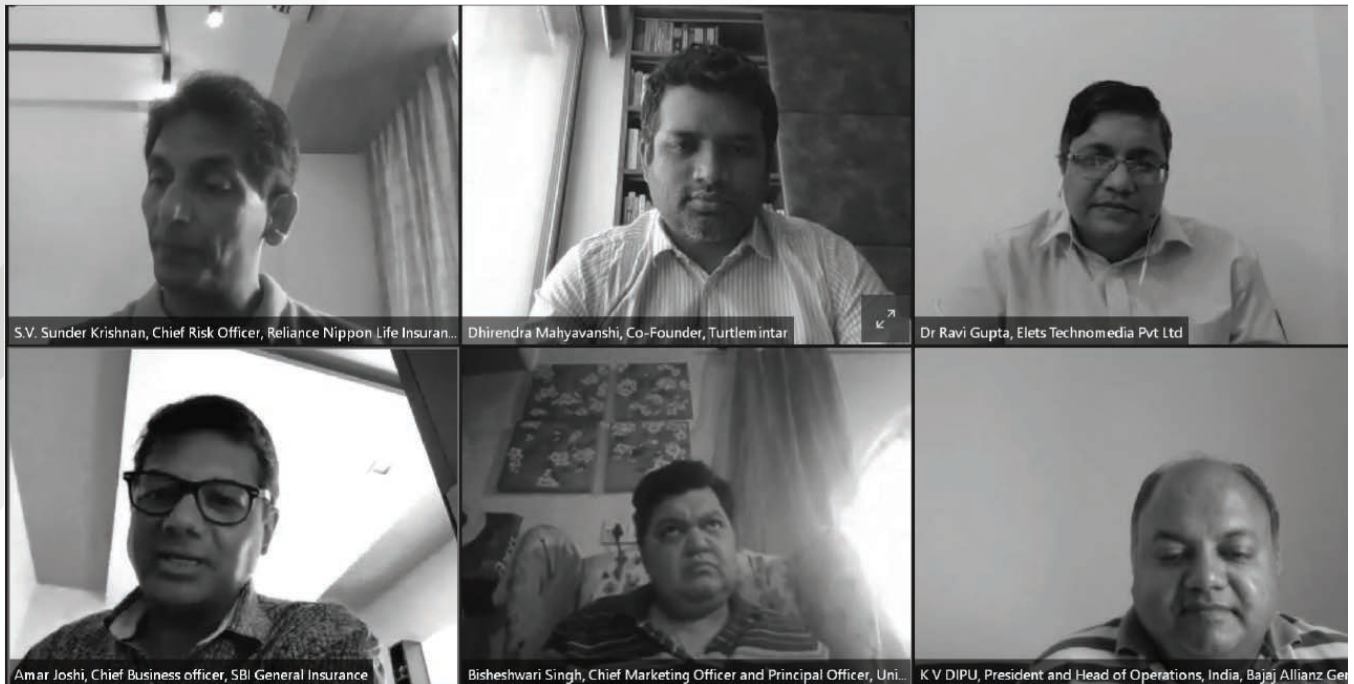 S.V. Sunder Krishnan, Chief Risk Officer, Reliance Nippon Life Insuran...
Dhirendra Mahyavanshi, Co-Founder, Turtlemintar
Dr Ravi Gupta, Elets Technomedia Pvt Ltd
Amar Joshi, Chief Business officer, SBI General Insurance
Bisheshwari Singh, Chief Marketing Officer and Principal Officer, Uni...
K V DIPU, President and Head of Operations, India, Bajaj Allianz Ger